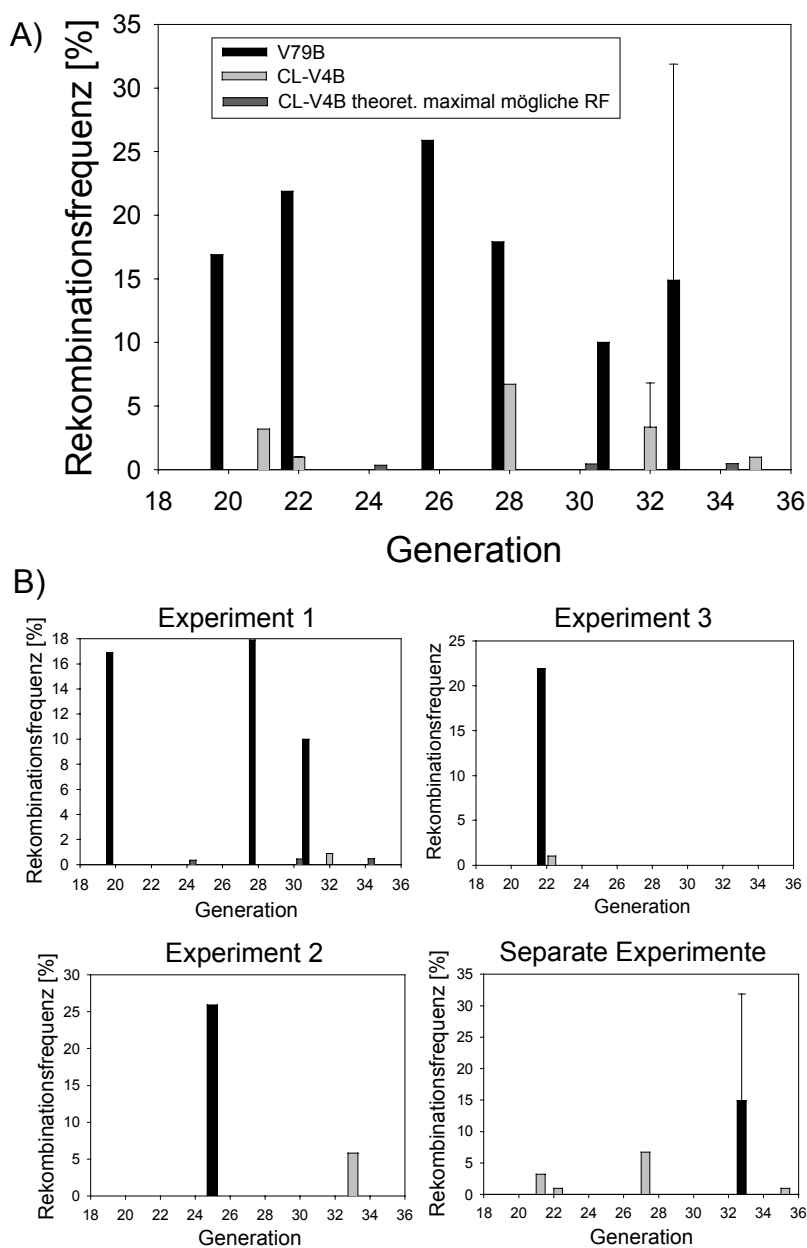 A)
Rekombinationsfrequenz [%]
35
30
25
20
15
10
5
0
V79B
CL-V4B
CL-V4B theoret. maximal mögliche RF
18 20 22 24 26 28 30 32 34 36
Generation
B)
Experiment 1
Rekombinationsfrequenz [%]
18
16
14
12
10
8
6
4
2
0
18 20 22 24 26 28 30 32 34 36
Generation
Experiment 3
Rekombinationsfrequenz
25
20
15
10
5
0
18 20 22 24 26 28 30 32 34 36
Generation
Experiment 2
Rekombinationsfrequenz [%]
30
25
20
15
10
5
0
18 20 22 24 26 28 30 32 34 36
Generation
Separate Experimente
Rekombinationsfrequenz [%]
35
30
25
20
15
10
5
0
18 20 22 24 26 28 30 32 34 36
Generation